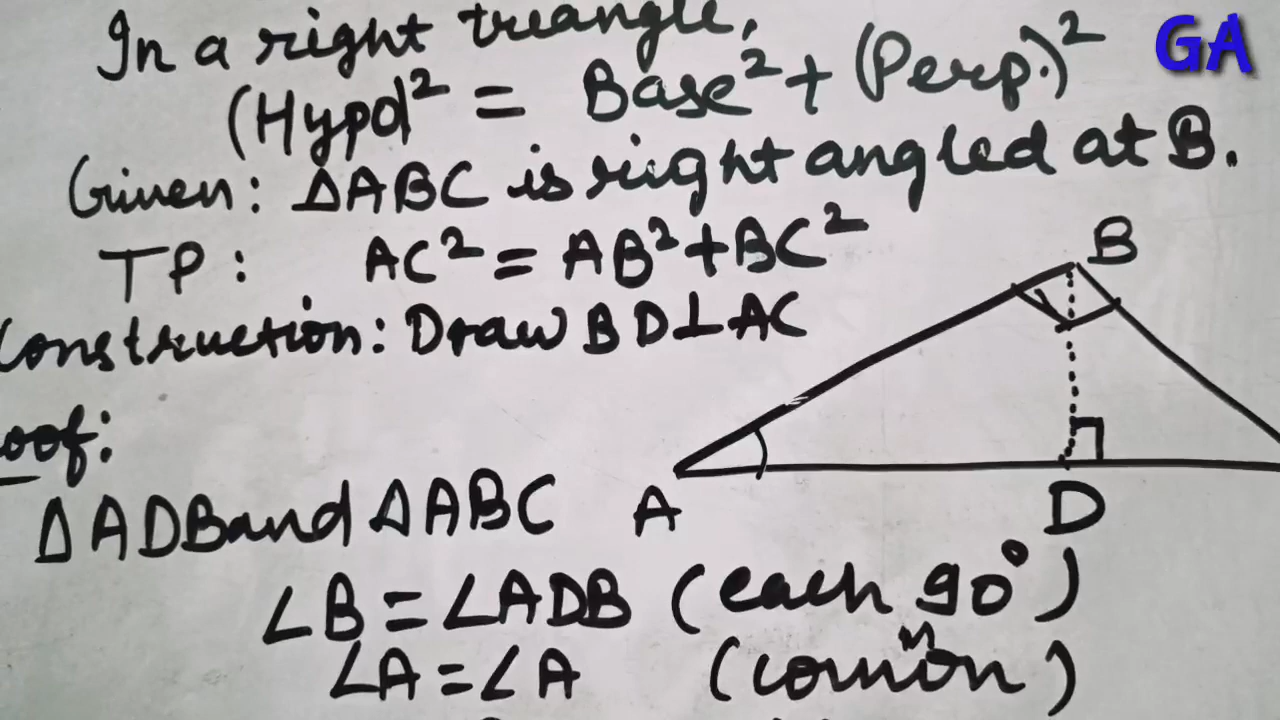 In a right triangle,
GA
(Hypo)² = Base² + (Perp.)²
Given: ΔABC is right angled at B.
TP: AC² = AB² + BC²
Construction: Draw BD⊥AC
B
oof:
A
D
ΔADB and ΔABC
∠B = ∠ADB (each 90°)
∠A = ∠A (common)